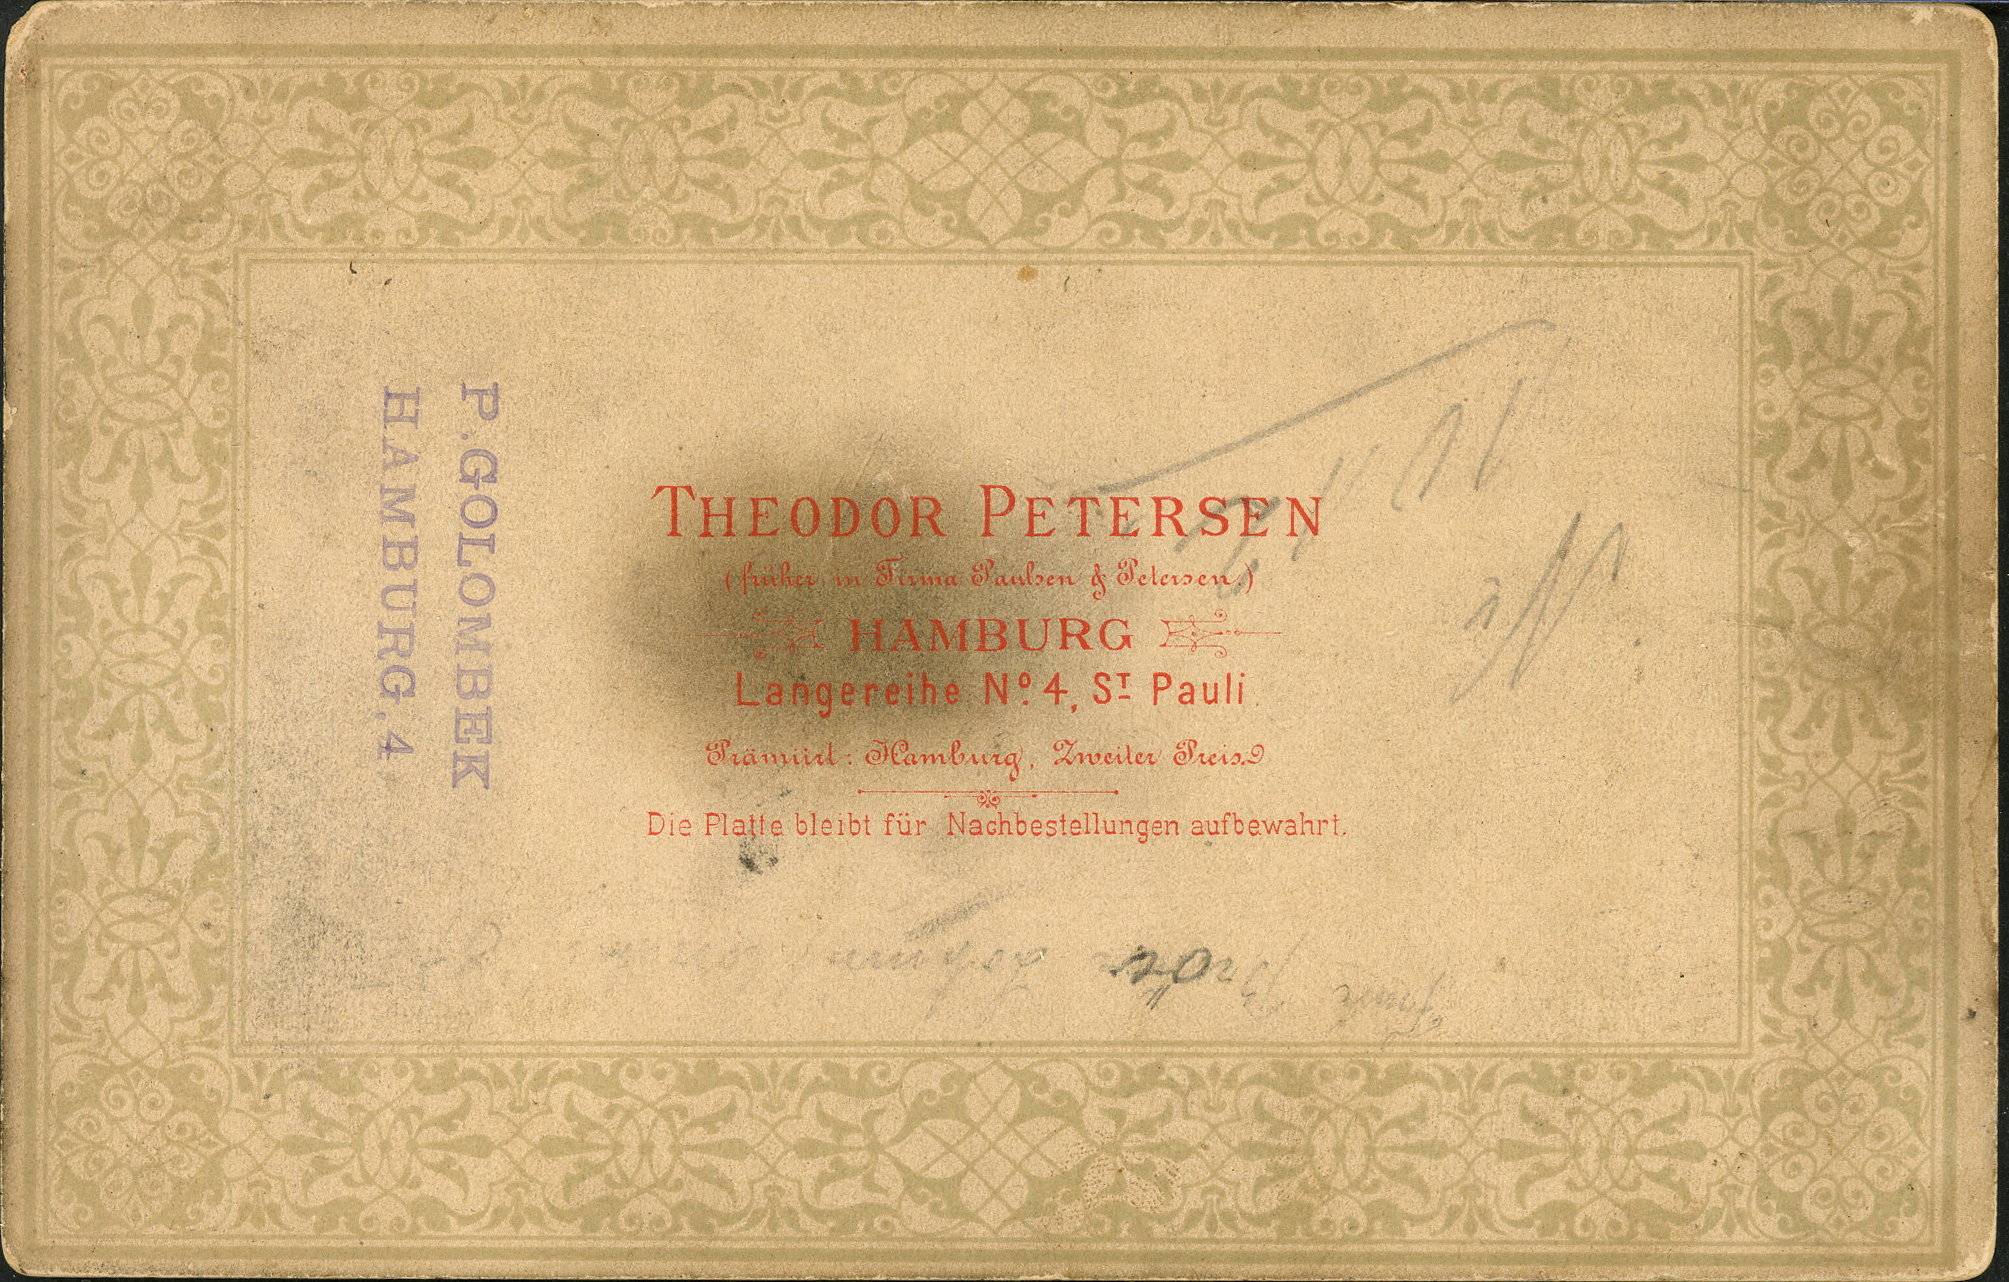 THEODOR PETERSEN
(früher in Firma Paulsen & Petersen.)
HAMBURG
Langereihe Nº 4, ST Pauli.
Prämiirt: Hamburg, Zweiter Preis.
Die Platte bleibt für Nachbestellungen aufbewahrt.
P. GOLOMBEK
HAMBURG, 4